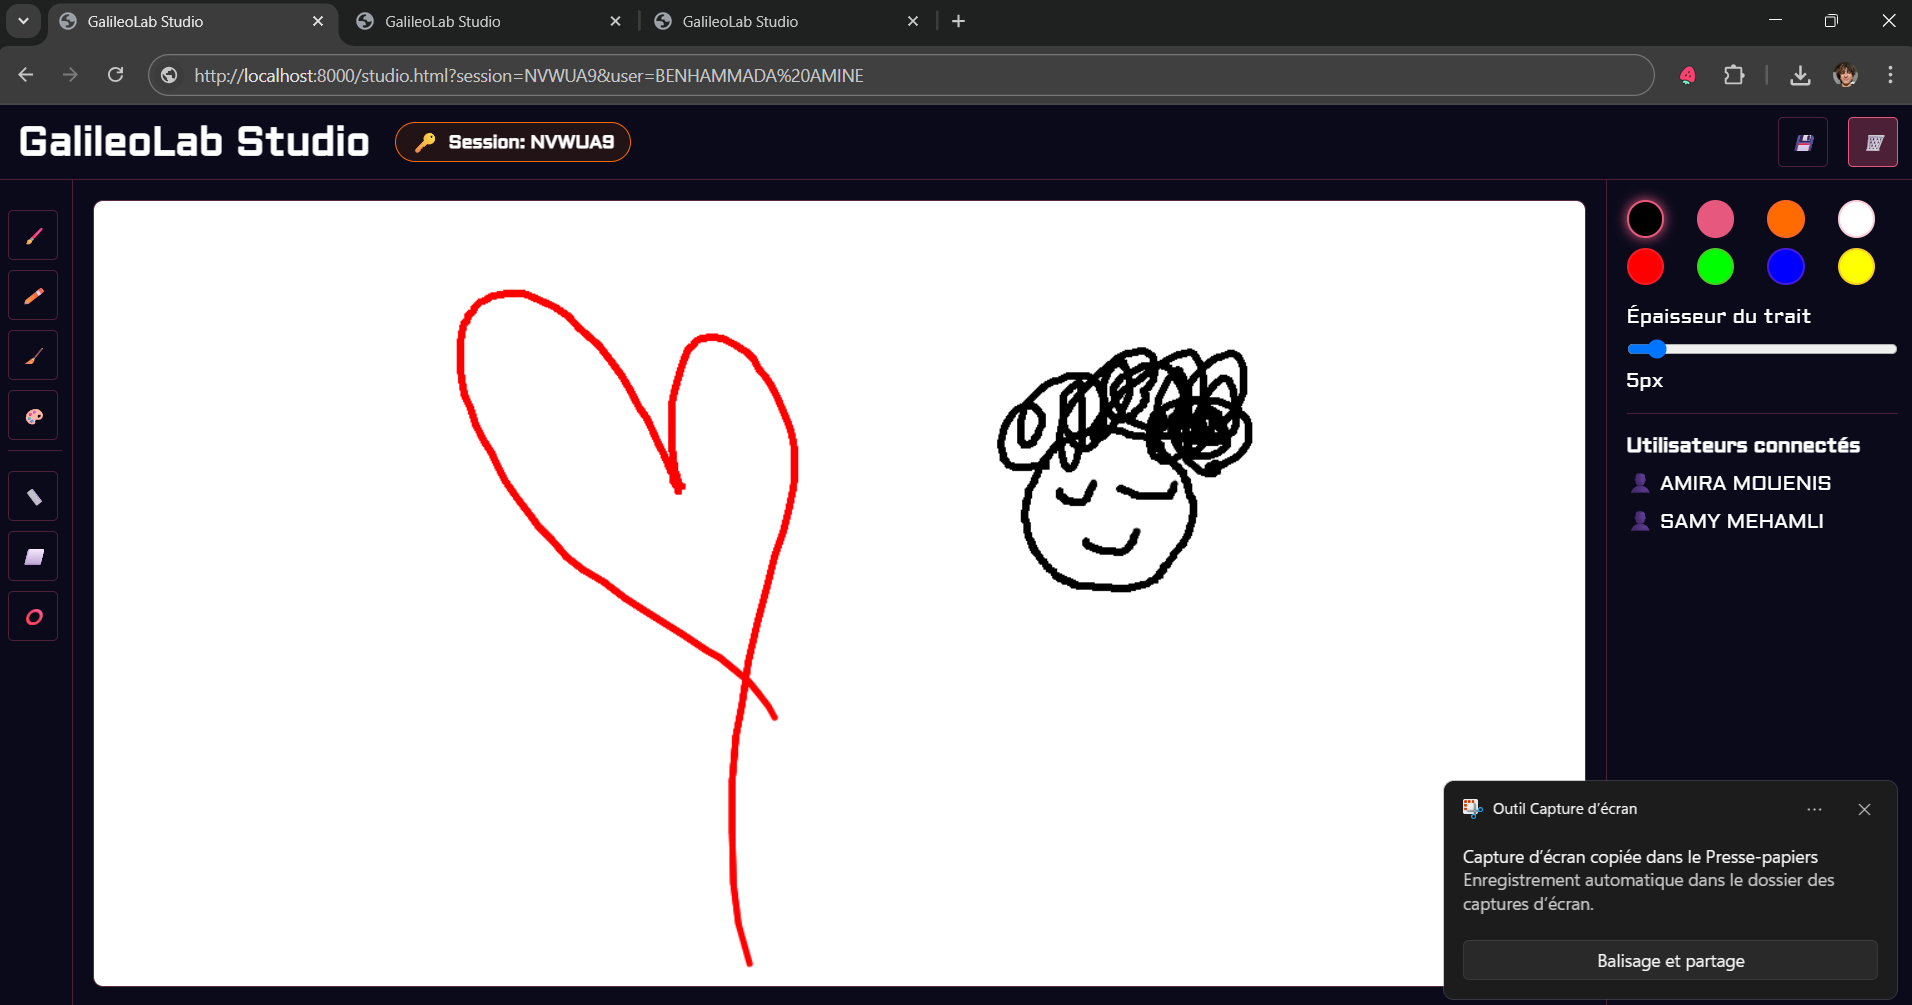 GalileoLab Studio
GalileoLab Studio
GalileoLab Studio
http://localhost:8000/studio.html?session=NVWUA9&user=BENHAMMADA%20AMINE
GalileoLab Studio
Session: NVWUA9
Épaisseur du trait
5px
Utilisateurs connectés
AMIRA MOUENIS
SAMY MEHAMLI
Outil Capture d'écran
Capture d'écran copiée dans le Presse-papiers
Enregistrement automatique dans le dossier des
captures d'écran.
Balisage et partage